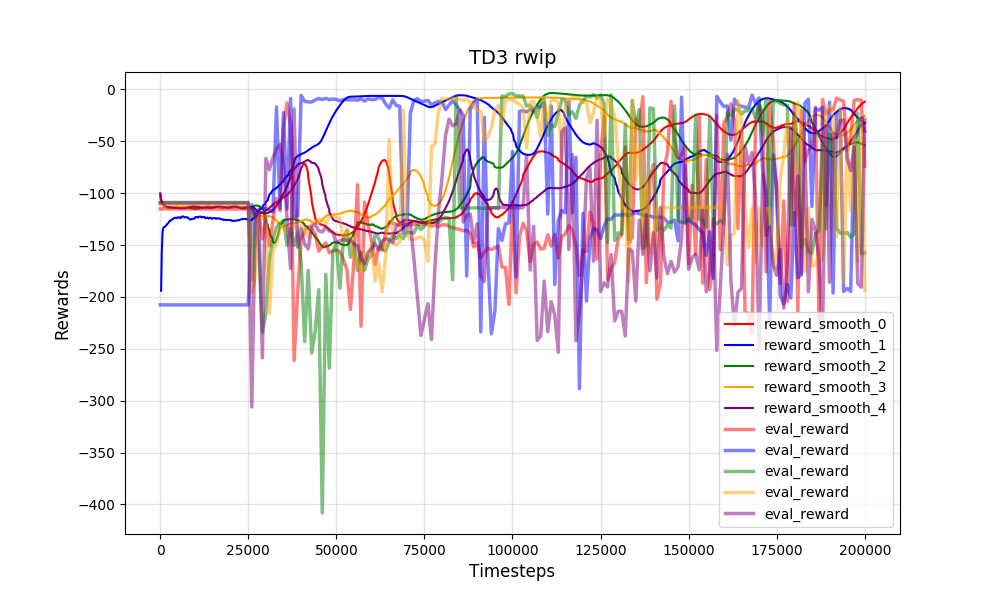 TD3 rwip
Rewards
0
−50
−100
−150
−200
−250
−300
−350
−400
reward_smooth_0
reward_smooth_1
reward_smooth_2
reward_smooth_3
reward_smooth_4
eval_reward
eval_reward
eval_reward
eval_reward
eval_reward
0 25000 50000 75000 100000 125000 150000 175000 200000
Timesteps